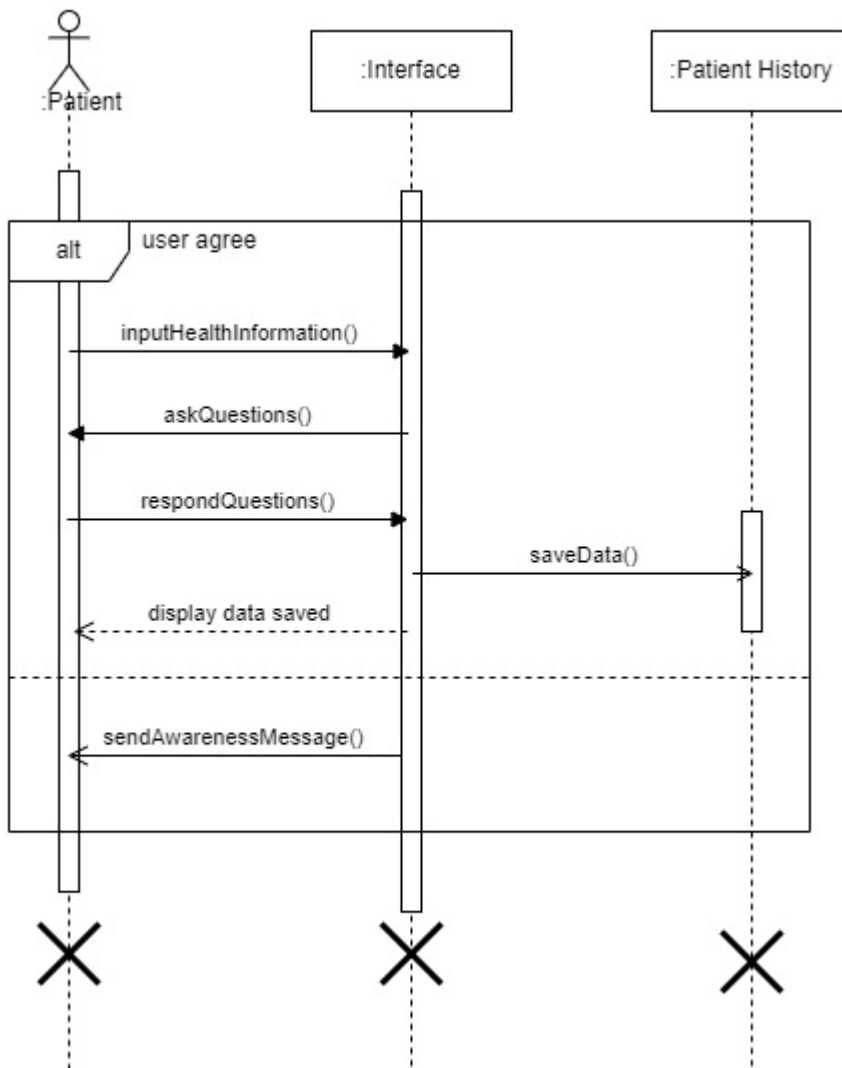 :Patient
:Interface
:Patient History
alt
user agree
inputHealthInformation()
askQuestions()
respondQuestions()
saveData()
display data saved
sendAwarenessMessage()